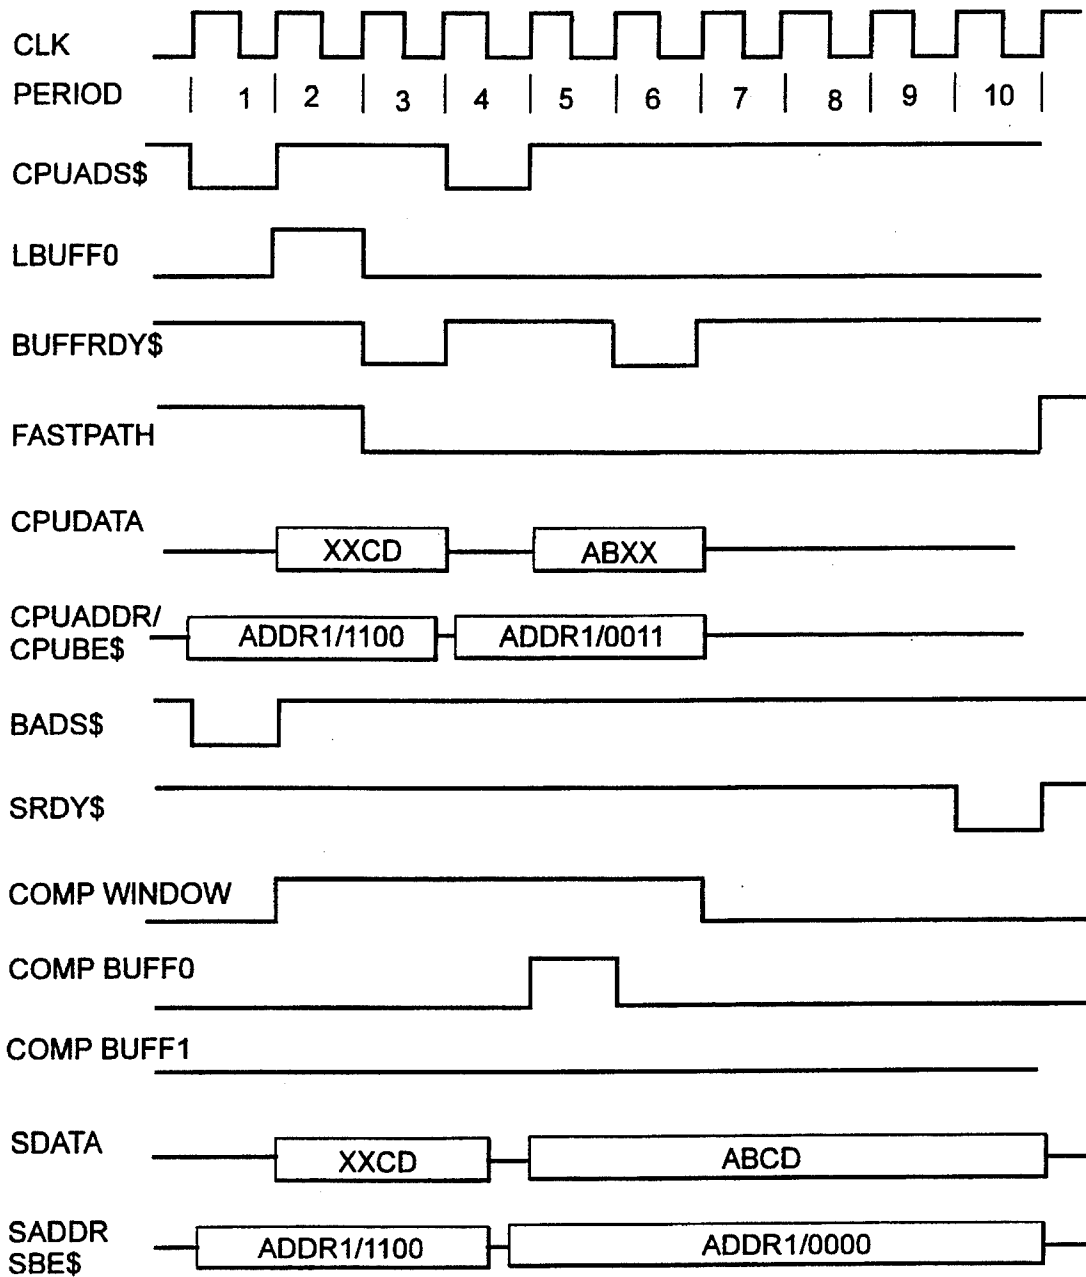 CLK
PERIOD 1 2 3 4 5 6 7 8 9 10
CPUADS$
LBUFF0
BUFFRDY$
FASTPATH
CPUDATA XXCD ABXX
CPUADDR/
CPUBE$ ADDR1/1100 ADDR1/0011
BADS$
SRDY$
COMP WINDOW
COMP BUFF0
COMP BUFF1
SDATA XXCD ABCD
SADDR
SBE$ ADDR1/1100 ADDR1/0000